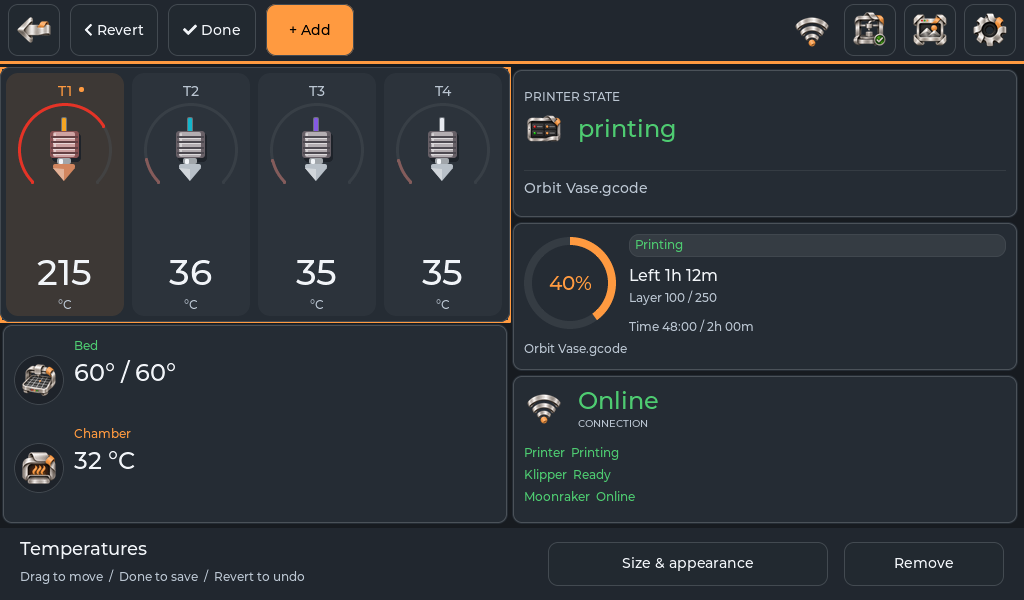 Revert
Done
+ Add
T1
T2
T3
T4
215
36
35
35
°C
°C
°C
°C
Bed
60° / 60°
Chamber
32 °C
PRINTER STATE
printing
Orbit Vase.gcode
40%
Printing
Left 1h 12m
Layer 100 / 250
Time 48:00 / 2h 00m
Orbit Vase.gcode
Online
CONNECTION
Printer Printing
Klipper Ready
Moonraker Online
Temperatures
Drag to move / Done to save / Revert to undo
Size & appearance
Remove